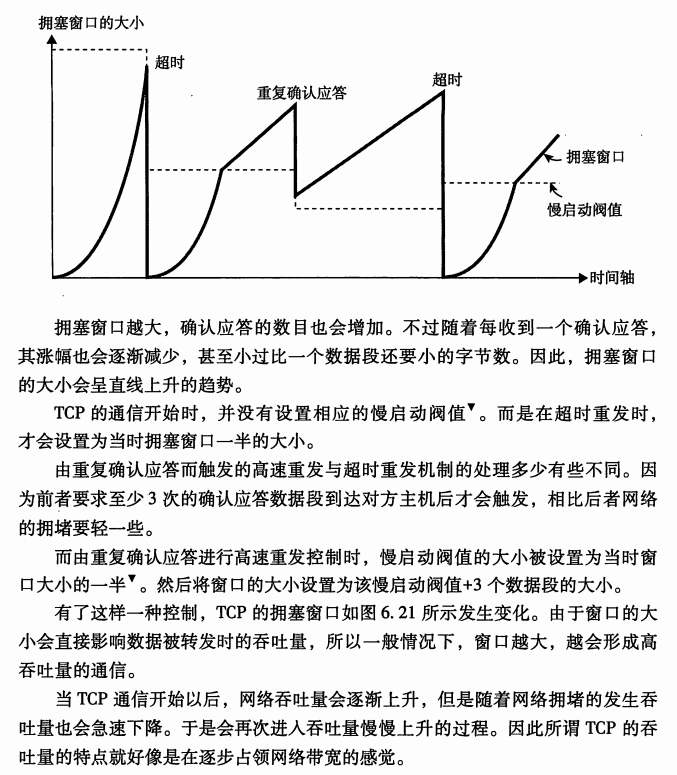 拥塞窗口的大小
超时
重复确认应答
超时
拥塞窗口
慢启动阀值
时间轴
拥塞窗口越大，确认应答的数目也会增加。不过随着每收到一个确认应答，
其涨幅也会逐渐减少，甚至小过比一个数据段还要小的字节数。因此，拥塞窗口
的大小会呈直线上升的趋势。
TCP 的通信开始时，并没有设置相应的慢启动阀值▼。而是在超时重发时，
才会设置为当时拥塞窗口一半的大小。
由重复确认应答而触发的高速重发与超时重发机制的处理多少有些不同。因
为前者要求至少 3 次的确认应答数据段到达对方主机后才会触发，相比后者网络
的拥堵要轻一些。
而由重复确认应答进行高速重发控制时，慢启动阀值的大小被设置为当时窗
口大小的一半▼。然后将窗口的大小设置为该慢启动阀值+3 个数据段的大小。
有了这样一种控制，TCP 的拥塞窗口如图 6.21 所示发生变化。由于窗口的大
小会直接影响数据被转发时的吞吐量，所以一般情况下，窗口越大，越会形成高
吞吐量的通信。
当 TCP 通信开始以后，网络吞吐量会逐渐上升，但是随着网络拥堵的发生吞
吐量也会急速下降。于是会再次进入吞吐量慢慢上升的过程。因此所谓 TCP 的吞
吐量的特点就好像是在逐步占领网络带宽的感觉。